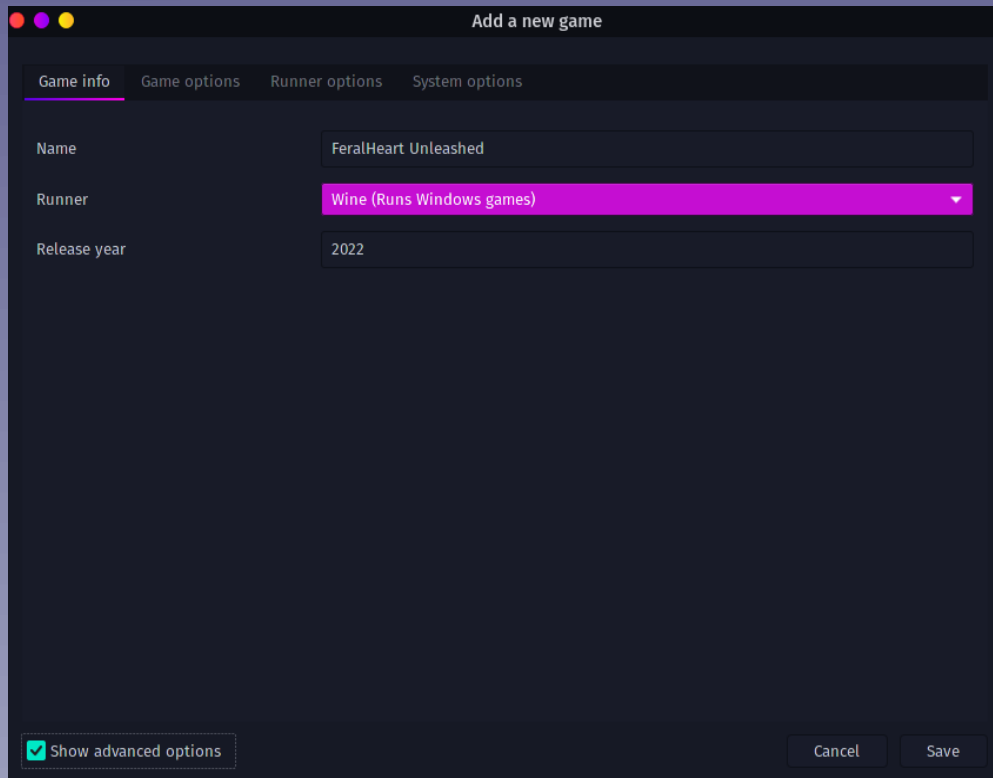 Add a new game
Game info Game options Runner options System options
Name FeralHeart Unleashed
Runner Wine (Runs Windows games)
Release year 2022
Show advanced options Cancel Save